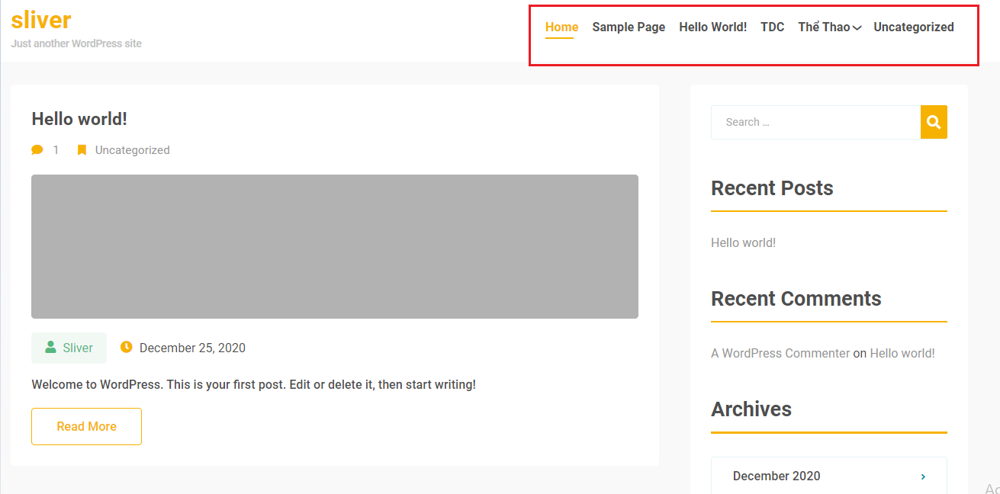 sliver
Just another WordPress site
Home Sample Page Hello World! TDC Thể Thao Uncategorized
Hello world!
1 Uncategorized
Sliver December 25, 2020
Welcome to WordPress. This is your first post. Edit or delete it, then start writing!
Read More
Search …
Recent Posts
Hello world!
Recent Comments
A WordPress Commenter on Hello world!
Archives
December 2020